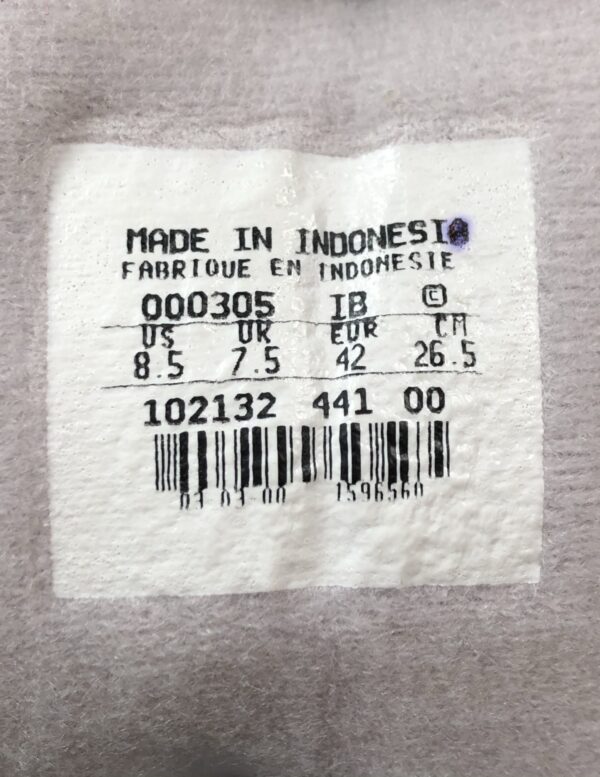 MADE IN INDONESIA
FABRIQUE EN INDONESIE
000305 IB ©
US UK EUR CM
8.5 7.5 42 26.5
102132 441 00
03 03 00 1596560